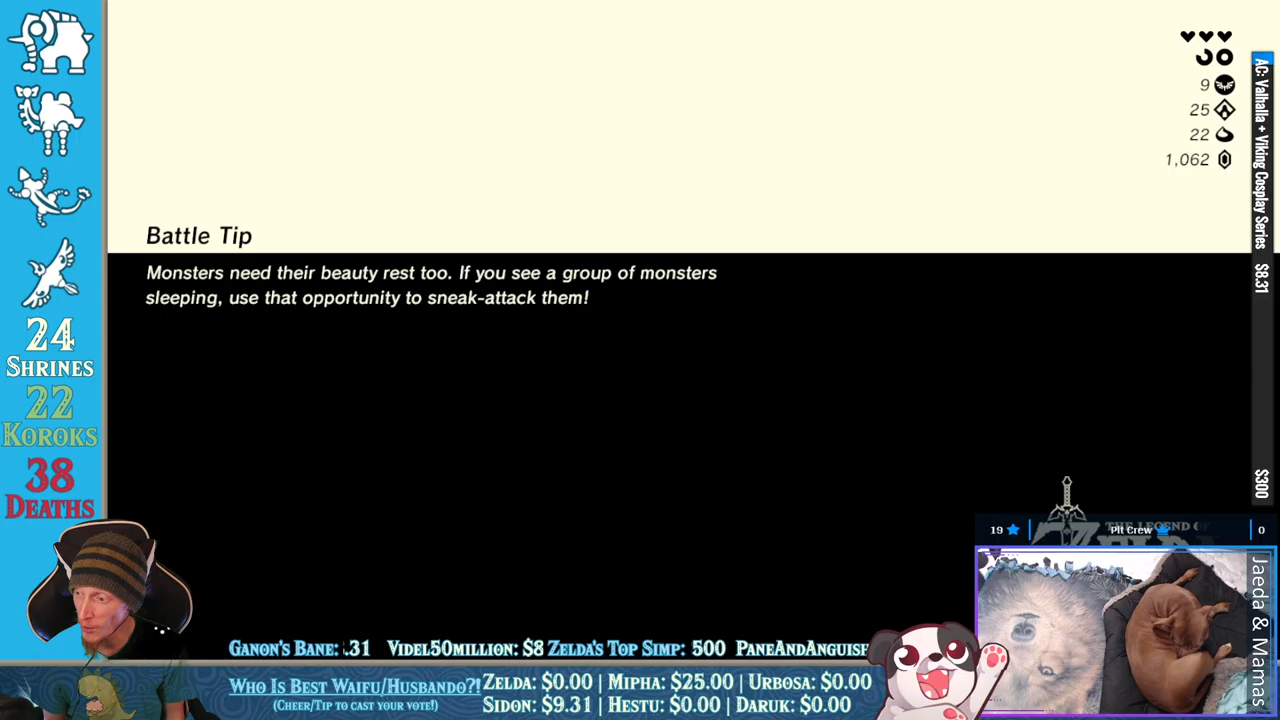 9
25
22
1,062
Battle Tip
Monsters need their beauty rest too. If you see a group of monsters
sleeping, use that opportunity to sneak-attack them!
24
SHRINES
22
KOROKS
38
DEATHS
AC: Valhalla + Viking Cosplay Series $8.31
$300
THE LEGEND OF
19
Pit Crew
0
Jaeda & Mamas
GANON'S BANE: .31 VIDEL50MILLION: $8 ZELDA'S TOP SIMP: 500 PANEANDANGUISH
WHO IS BEST WAIFU/HUSBANDO?!
(CHEER/TIP TO CAST YOUR VOTE!)
ZELDA: $0.00 | MIPHA: $25.00 | URBOSA: $0.00
SIDON: $9.31 | HESTU: $0.00 | DARUK: $0.00